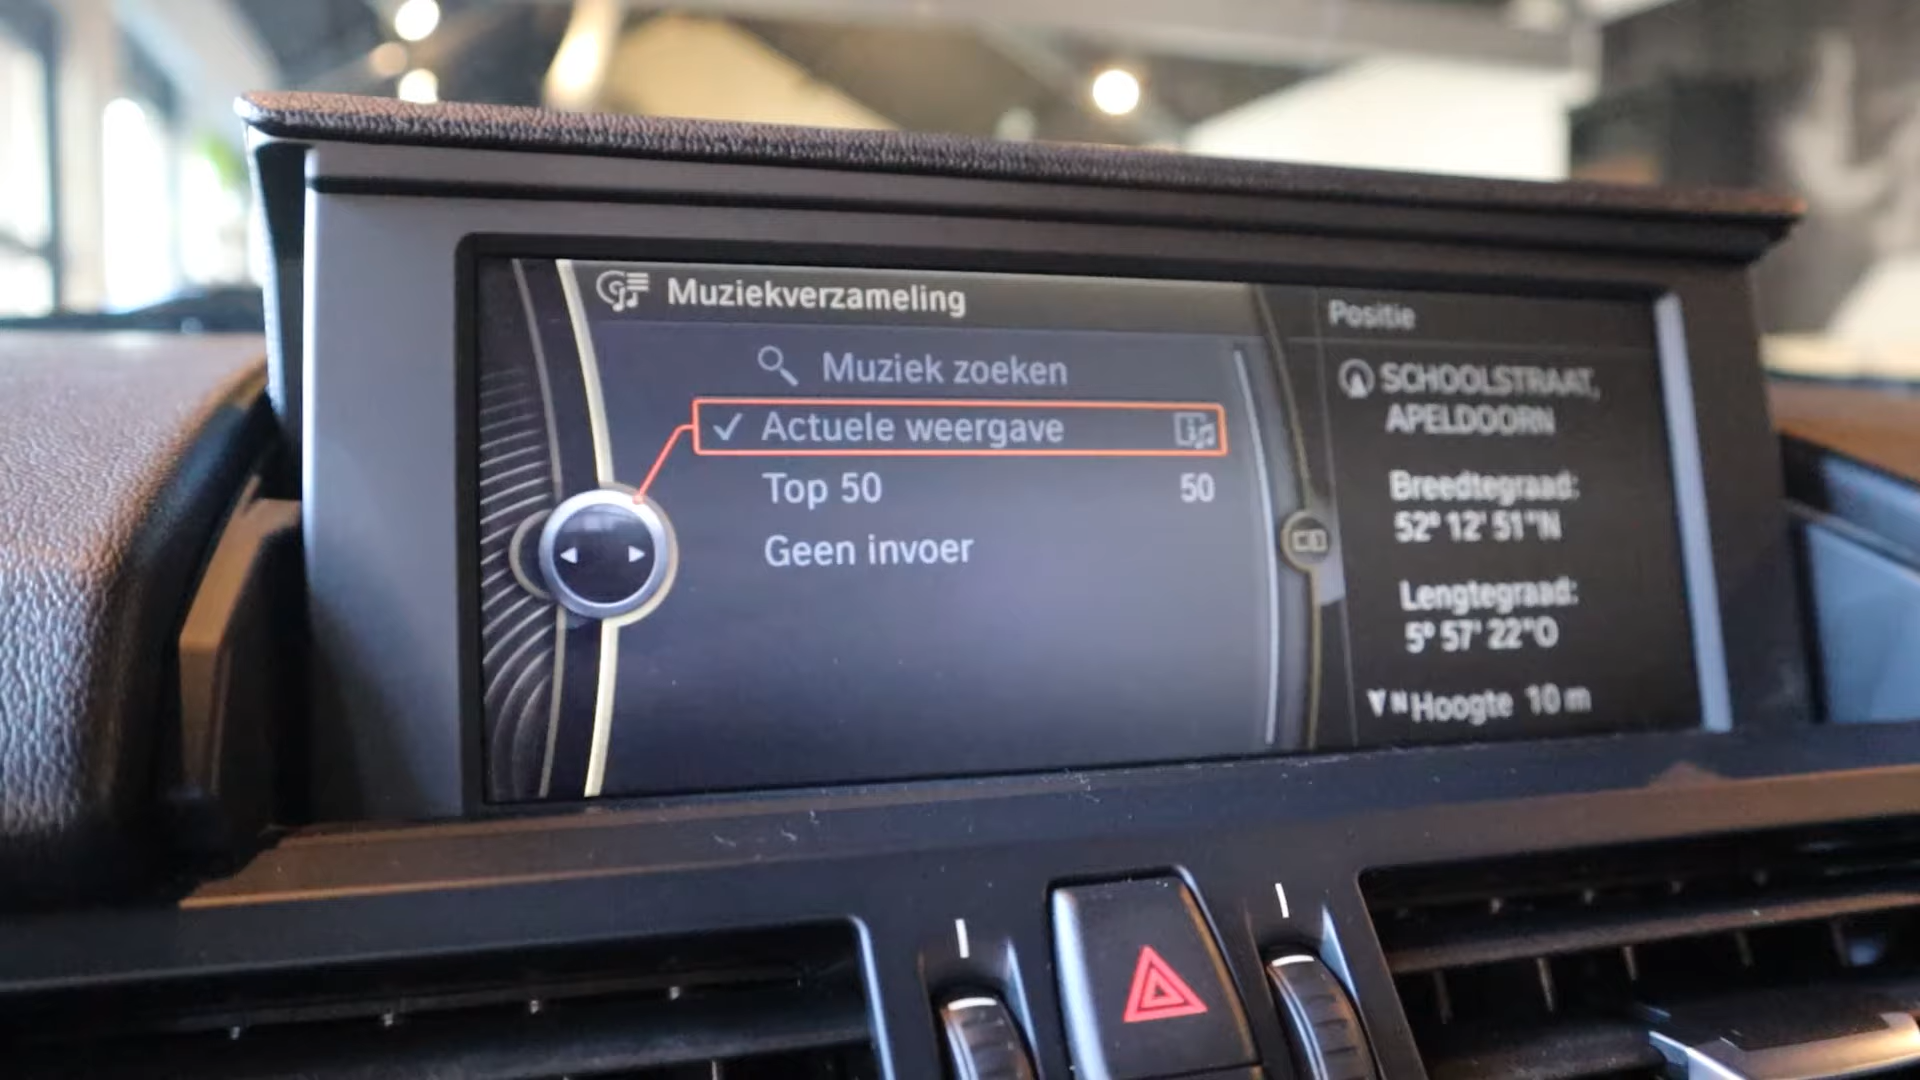 Muziekverzameling
Muziek zoeken
Actuele weergave
Top 50 50
Geen invoer
Positie
SCHOOLSTRAAT,
APELDOORN
Breedtegraad:
52° 12' 51"N
Lengtegraad:
5° 57' 22"O
N Hoogte 10 m